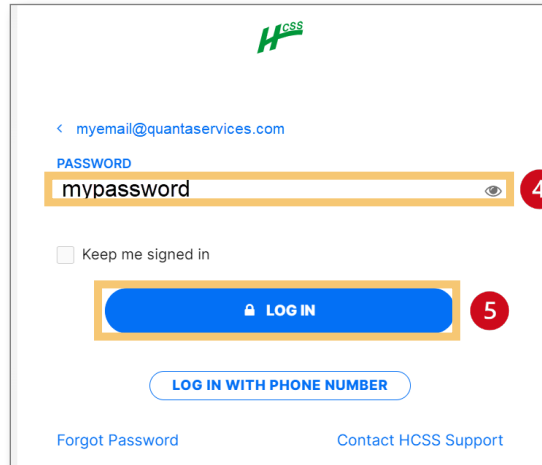 HCSS
< myemail@quantaservices.com
PASSWORD
mypassword
4
Keep me signed in
LOG IN
5
LOG IN WITH PHONE NUMBER
Forgot Password Contact HCSS Support